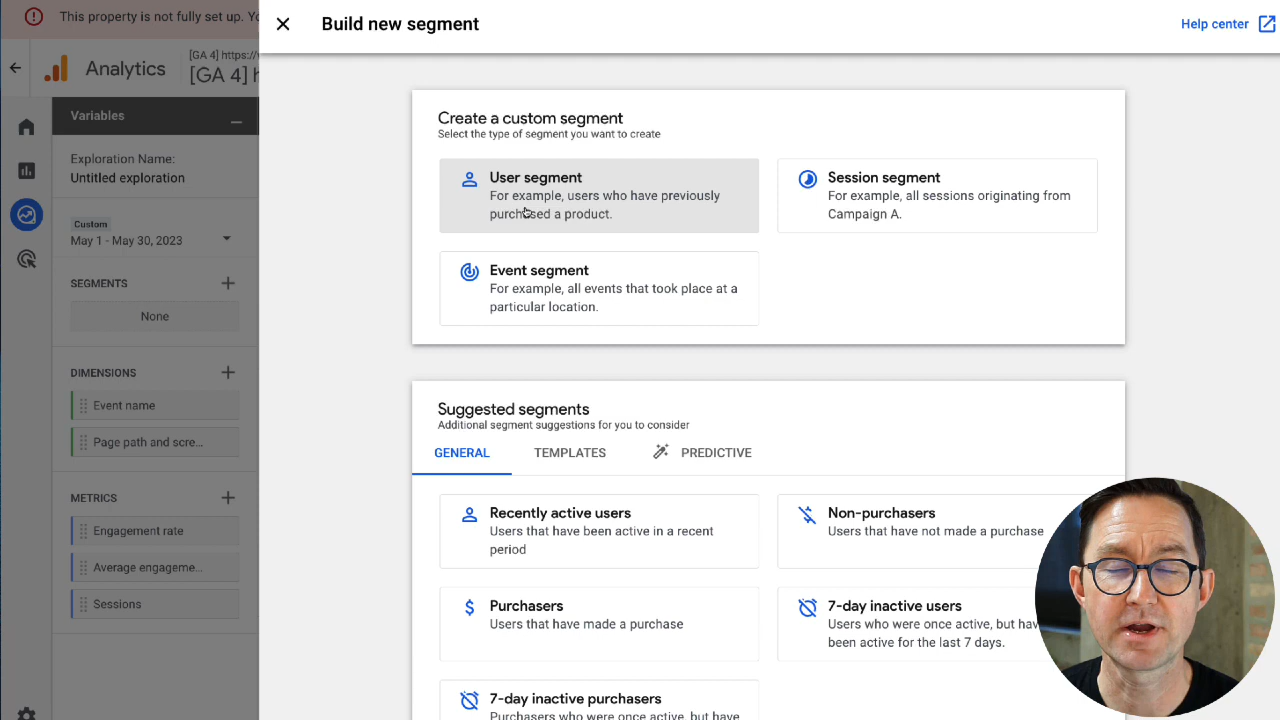 This property is not fully set up. Yo
Build new segment
Help center
Analytics
[GA 4] https://
[GA 4] h
Variables
Exploration Name:
Untitled exploration
Custom
May 1 - May 30, 2023
SEGMENTS
None
DIMENSIONS
Event name
Page path and scre...
METRICS
Engagement rate
Average engageme...
Sessions
Create a custom segment
Select the type of segment you want to create
User segment
For example, users who have previously
purchased a product.
Session segment
For example, all sessions originating from
Campaign A.
Event segment
For example, all events that took place at a
particular location.
Suggested segments
Additional segment suggestions for you to consider
GENERAL
TEMPLATES
PREDICTIVE
Recently active users
Users that have been active in a recent
period
Non-purchasers
Users that have not made a purchase
Purchasers
Users that have made a purchase
7-day inactive users
Users who were once active, but hav
been active for the last 7 days.
7-day inactive purchasers
Purchasers who were once active, but have